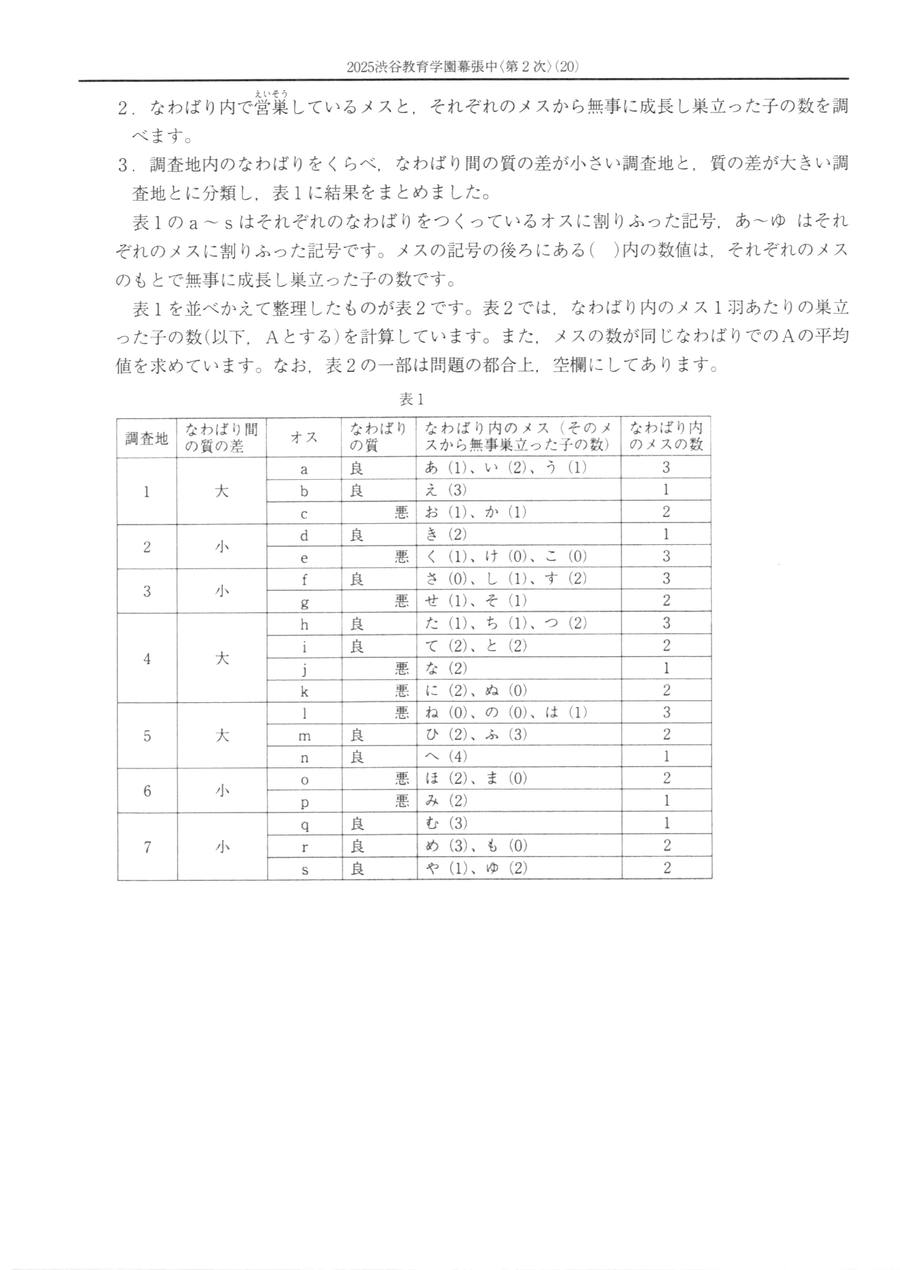 2025渋谷教育学園幕張中〈第2次〉(20)
えいそう
2．なわばり内で営巣しているメスと，それぞれのメスから無事に成長し巣立った子の数を調
べます。
3．調査地内のなわばりをくらべ，なわばり間の質の差が小さい調査地と，質の差が大きい調
査地とに分類し，表1に結果をまとめました。
表1のa～sはそれぞれのなわばりをつくっているオスに割りふった記号，あ～ゆ はそれ
ぞれのメスに割りふった記号です。メスの記号の後ろにある(　)内の数値は，それぞれのメス
のもとで無事に成長し巣立った子の数です。
表1を並べかえて整理したものが表2です。表2では，なわばり内のメス1羽あたりの巣立
った子の数(以下，Aとする)を計算しています。また，メスの数が同じなわばりでのAの平均
値を求めています。なお，表2の一部は問題の都合上，空欄にしてあります。
表1
調査地 なわばり間の質の差 オス なわばりの質 なわばり内のメス（そのメスから無事巣立った子の数） なわばり内のメスの数
1 大 a 良 あ（1）、い（2）、う（1） 3
b 良 え（3） 1
c 悪 お（1）、か（1） 2
2 小 d 良 き（2） 1
e 悪 く（1）、け（0）、こ（0） 3
3 小 f 良 さ（0）、し（1）、す（2） 3
g 悪 せ（1）、そ（1） 2
4 大 h 良 た（1）、ち（1）、つ（2） 3
i 良 て（2）、と（2） 2
j 悪 な（2） 1
k 悪 に（2）、ぬ（0） 2
5 大 l 悪 ね（0）、の（0）、は（1） 3
m 良 ひ（2）、ふ（3） 2
n 良 へ（4） 1
6 小 o 悪 ほ（2）、ま（0） 2
p 悪 み（2） 1
7 小 q 良 む（3） 1
r 良 め（3）、も（0） 2
s 良 や（1）、ゆ（2） 2